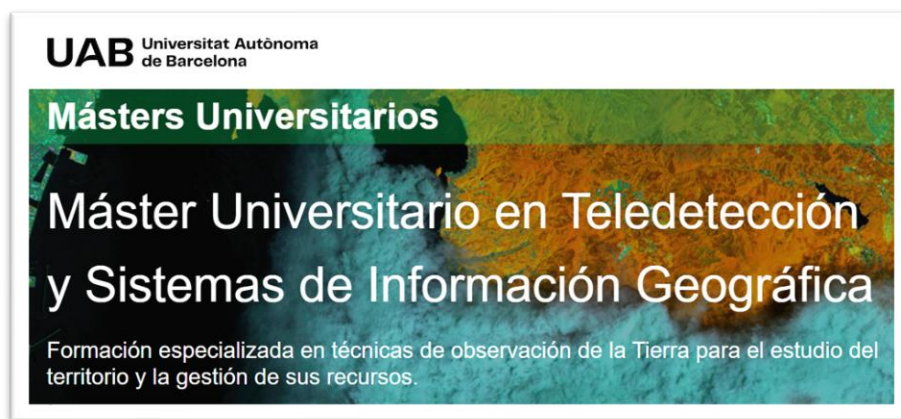 UAB Universitat Autònoma
de Barcelona
Másters Universitarios
Máster Universitario en Teledetección
y Sistemas de Información Geográfica
Formación especializada en técnicas de observación de la Tierra para el estudio del
territorio y la gestión de sus recursos.